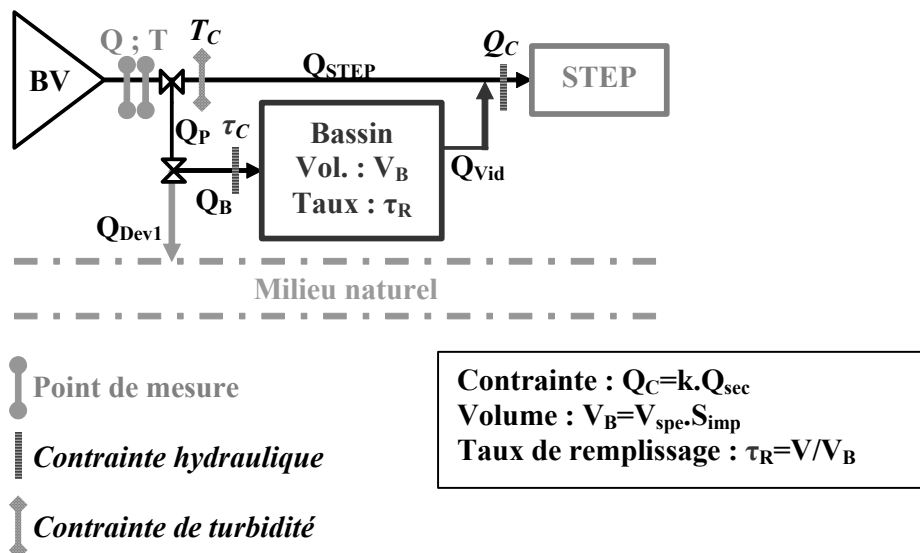 Q ; T
T_C
Q_C
BV
Q_STEP
STEP
Q_P
τ_C
Bassin
Vol. : V_B
Taux : τ_R
Q_Vid
Q_B
Q_Dev1
Milieu naturel
Point de mesure
Contrainte hydraulique
Contrainte de turbidité
Contrainte : Q_C=k.Q_sec
Volume : V_B=V_spe.S_imp
Taux de remplissage : τ_R=V/V_B